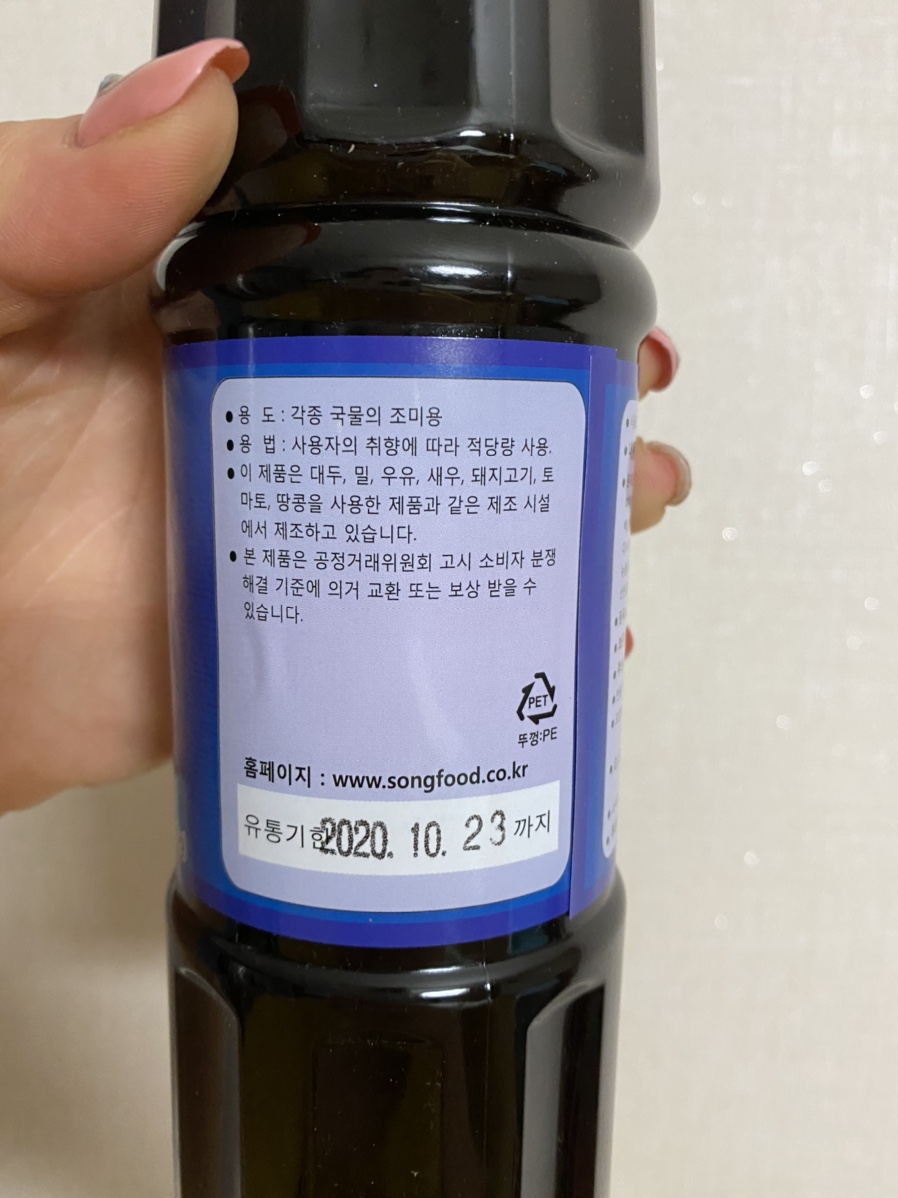 ● 용 도 : 각종 국물의 조미용
● 용 법 : 사용자의 취향에 따라 적당량 사용.
● 이 제품은 대두, 밀, 우유, 새우, 돼지고기, 토
마토, 땅콩을 사용한 제품과 같은 제조 시설
에서 제조하고 있습니다.
● 본 제품은 공정거래위원회 고시 소비자 분쟁
해결 기준에 의거 교환 또는 보상 받을 수
있습니다.
PET
뚜껑:PE
홈페이지 : www.songfood.co.kr
유통기한2020. 10. 23 까지